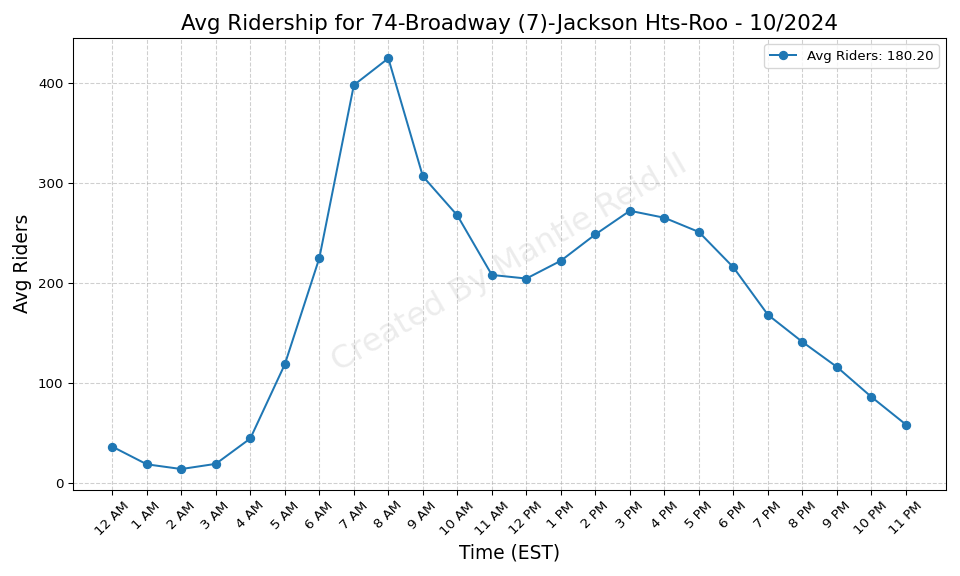 Avg Ridership for 74-Broadway (7)-Jackson Hts-Roo - 10/2024
Avg Riders: 180.20
400
300
200
100
0
Avg Riders
Created By Mantie Reid II
12 AM
1 AM
2 AM
3 AM
4 AM
5 AM
6 AM
7 AM
8 AM
9 AM
10 AM
11 AM
12 PM
1 PM
2 PM
3 PM
4 PM
5 PM
6 PM
7 PM
8 PM
9 PM
10 PM
11 PM
Time (EST)